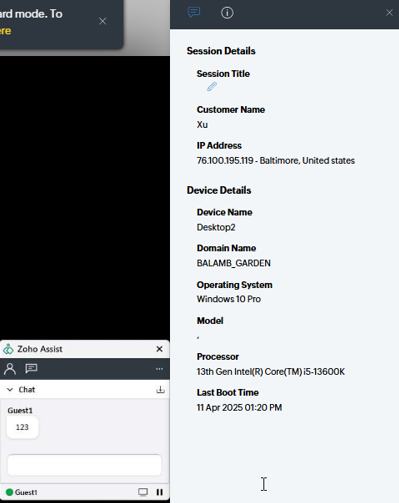 ard mode. To
ere
Session Details
Session Title
Customer Name
Xu
IP Address
76.100.195.119 - Baltimore, United states
Device Details
Device Name
Desktop2
Domain Name
BALAMB_GARDEN
Operating System
Windows 10 Pro
Model
,
Processor
13th Gen Intel(R) Core(TM) i5-13600K
Last Boot Time
11 Apr 2025 01:20 PM
Zoho Assist
Chat
Guest1
123
Guest1